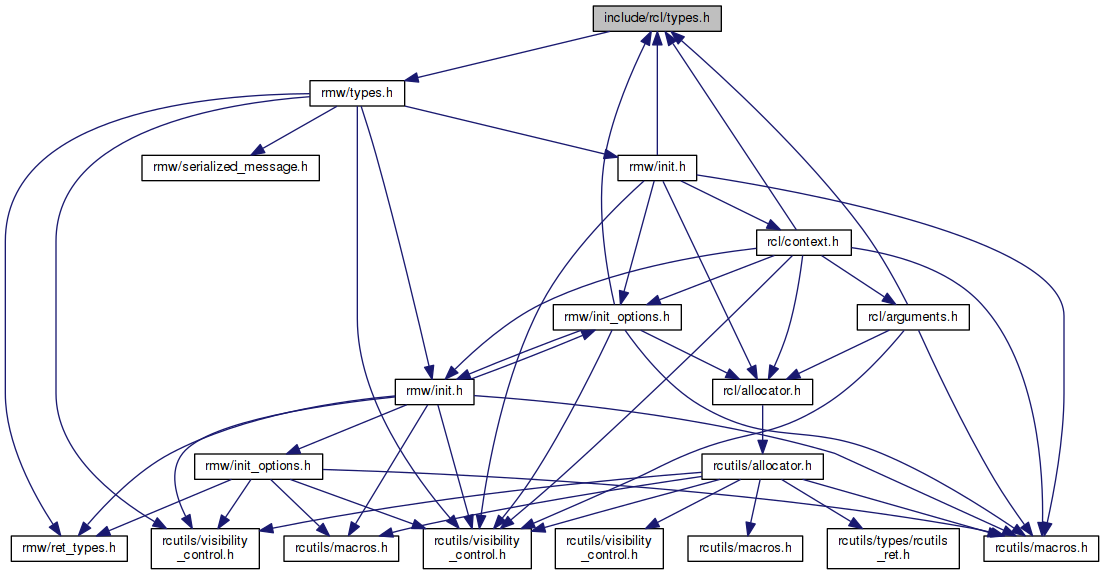 include/rcl/types.h
rmw/types.h
rmw/serialized_message.h
rmw/init.h
rcl/context.h
rmw/init_options.h
rcl/arguments.h
rmw/init.h
rcl/allocator.h
rmw/init_options.h
rcutils/allocator.h
rmw/ret_types.h
rcutils/visibility
_control.h
rcutils/macros.h
rcutils/visibility
_control.h
rcutils/visibility
_control.h
rcutils/macros.h
rcutils/types/rcutils
_ret.h
rcutils/macros.h